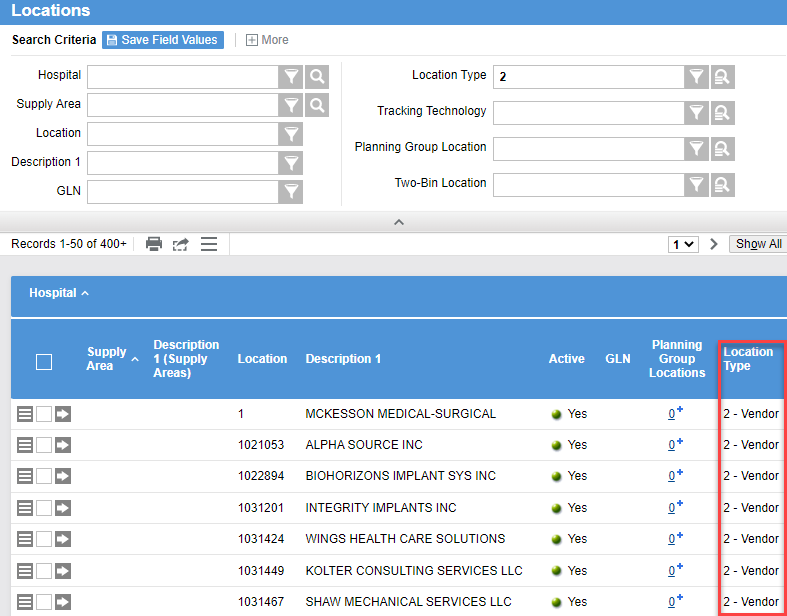 Locations
Search Criteria Save Field Values More
Hospital Location Type 2
Supply Area Tracking Technology
Location Planning Group Location
Description 1 Two-Bin Location
GLN
Records 1-50 of 400+ 1 Show All
Hospital
Supply Area Description 1 (Supply Areas) Location Description 1 Active GLN Planning Group Locations Location Type
1 MCKESSON MEDICAL-SURGICAL Yes 0+ 2 - Vendor
1021053 ALPHA SOURCE INC Yes 0+ 2 - Vendor
1022894 BIOHORIZONS IMPLANT SYS INC Yes 0+ 2 - Vendor
1031201 INTEGRITY IMPLANTS INC Yes 0+ 2 - Vendor
1031424 WINGS HEALTH CARE SOLUTIONS Yes 0+ 2 - Vendor
1031449 KOLTER CONSULTING SERVICES LLC Yes 0+ 2 - Vendor
1031467 SHAW MECHANICAL SERVICES LLC Yes 0+ 2 - Vendor